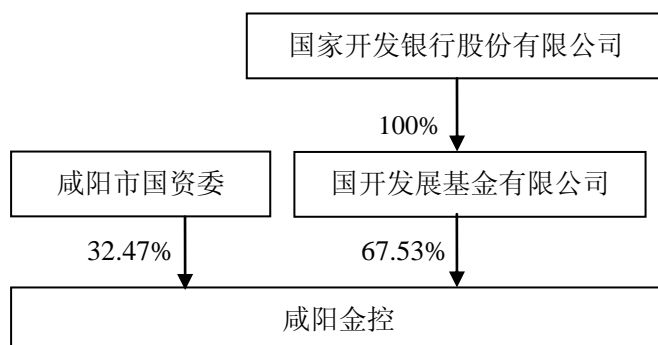 国家开发银行股份有限公司
100%
咸阳市国资委
国开发展基金有限公司
32.47%
67.53%
咸阳金控